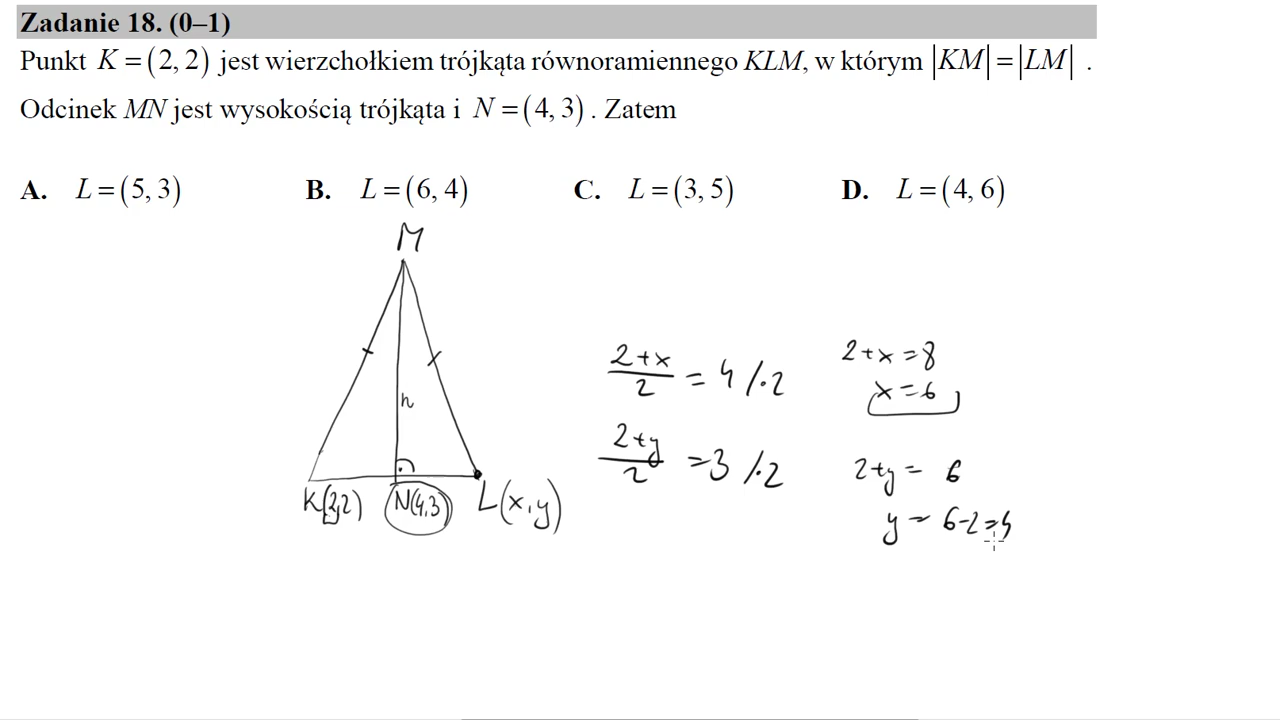 Zadanie 18. (0–1)
Punkt K = (2, 2) jest wierzchołkiem trójkąta równoramiennego KLM, w którym |KM| = |LM| .
Odcinek MN jest wysokością trójkąta i N = (4, 3) . Zatem
A. L = (5, 3) B. L = (6, 4) C. L = (3, 5) D. L = (4, 6)
M
h
K(2,2) N(4,3) L(x,y)
2+x/2 = 4 /·2
2+y/2 = 3 /·2
2+x=8
x=6
2+y= 6
y = 6-2=4